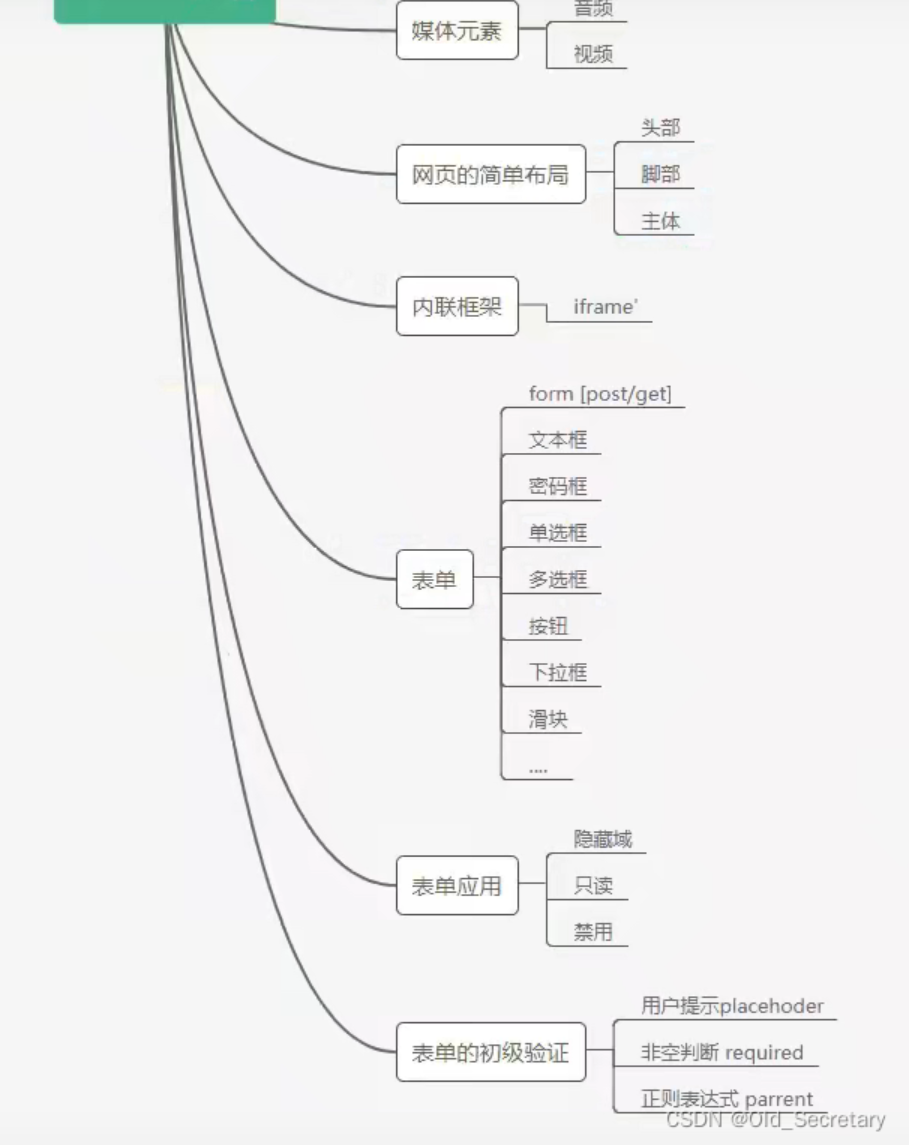 媒体元素
音频
视频
网页的简单布局
头部
脚部
主体
内联框架
iframe'
表单
form [post/get]
文本框
密码框
单选框
多选框
按钮
下拉框
滑块
....
表单应用
隐藏域
只读
禁用
表单的初级验证
用户提示placehoder
非空判断 required
正则表达式 parrent
CSDN @Old_Secretary